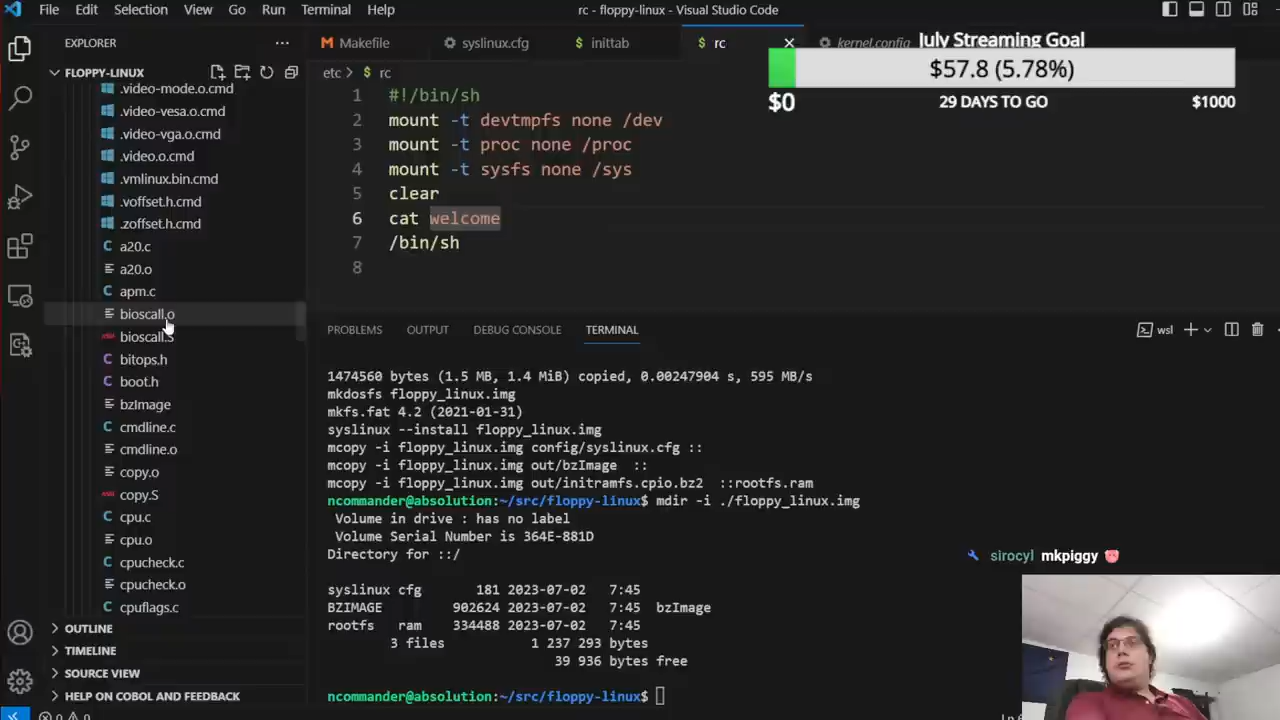 File Edit Selection View Go Run Terminal Help
rc - floppy-linux - Visual Studio Code
EXPLORER
FLOPPY-LINUX
.video-mode.o.cmd
.video-vesa.o.cmd
.video-vga.o.cmd
.video.o.cmd
.vmlinux.bin.cmd
.voffset.h.cmd
.zoffset.h.cmd
a20.c
a20.o
apm.c
bioscall.o
bioscall.S
bitops.h
boot.h
bzImage
cmdline.c
cmdline.o
copy.o
copy.S
cpu.c
cpu.o
cpucheck.c
cpucheck.o
cpuflags.c
OUTLINE
TIMELINE
SOURCE VIEW
HELP ON COBOL AND FEEDBACK
Makefile
syslinux.cfg
inittab
rc
kernel.config
etc > rc
1 #!/bin/sh
2 mount -t devtmpfs none /dev
3 mount -t proc none /proc
4 mount -t sysfs none /sys
5 clear
6 cat welcome
7 /bin/sh
8
July Streaming Goal
$57.8 (5.78%)
$0 29 DAYS TO GO $1000
PROBLEMS OUTPUT DEBUG CONSOLE TERMINAL
wsl
1474560 bytes (1.5 MB, 1.4 MiB) copied, 0.00247904 s, 595 MB/s
mkdosfs floppy_linux.img
mkfs.fat 4.2 (2021-01-31)
syslinux --install floppy_linux.img
mcopy -i floppy_linux.img config/syslinux.cfg ::
mcopy -i floppy_linux.img out/bzImage  ::
mcopy -i floppy_linux.img out/initramfs.cpio.bz2  ::rootfs.ram
ncommander@absolution:~/src/floppy-linux$ mdir -i ./floppy_linux.img
Volume in drive : has no label
Volume Serial Number is 364E-881D
Directory for ::/
syslinux cfg 181 2023-07-02 7:45
BZIMAGE 902624 2023-07-02 7:45 bzImage
rootfs ram 334488 2023-07-02 7:45
3 files 1 237 293 bytes
39 936 bytes free
ncommander@absolution:~/src/floppy-linux$
sirocyl mkpiggy
0 0